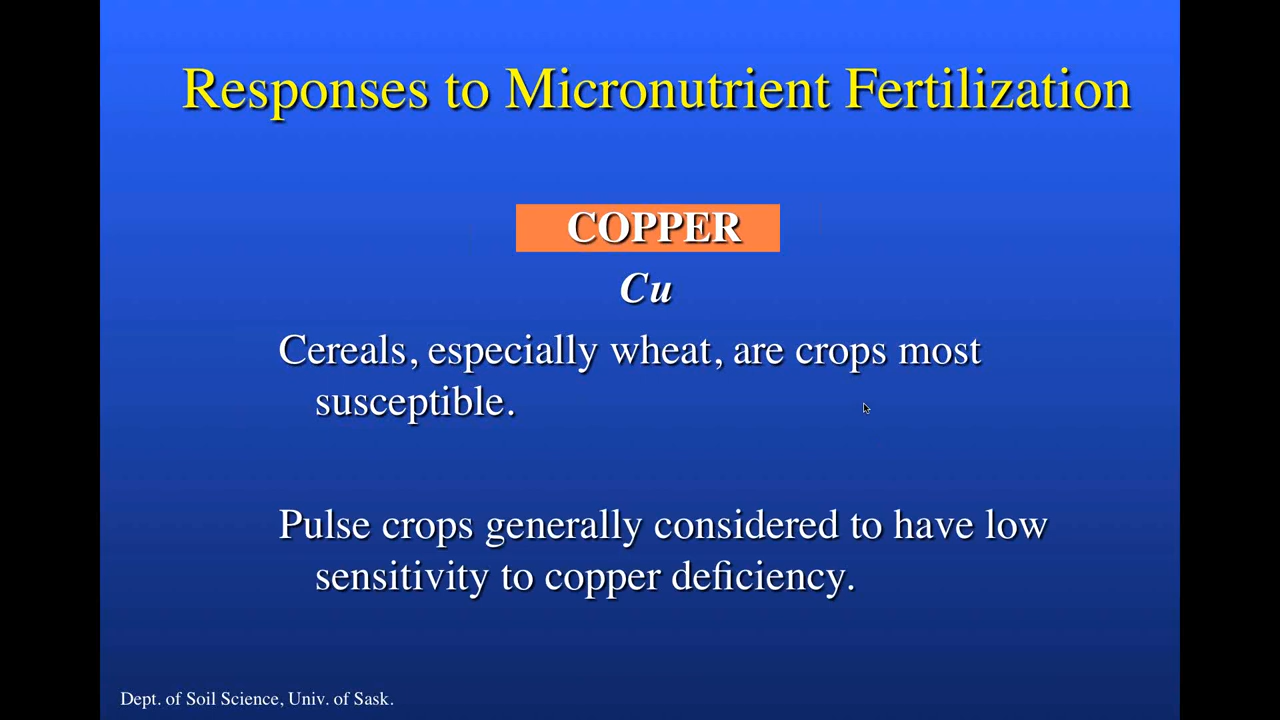 Responses to Micronutrient Fertilization
COPPER
Cu
Cereals, especially wheat, are crops most
susceptible.
Pulse crops generally considered to have low
sensitivity to copper deficiency.
Dept. of Soil Science, Univ. of Sask.